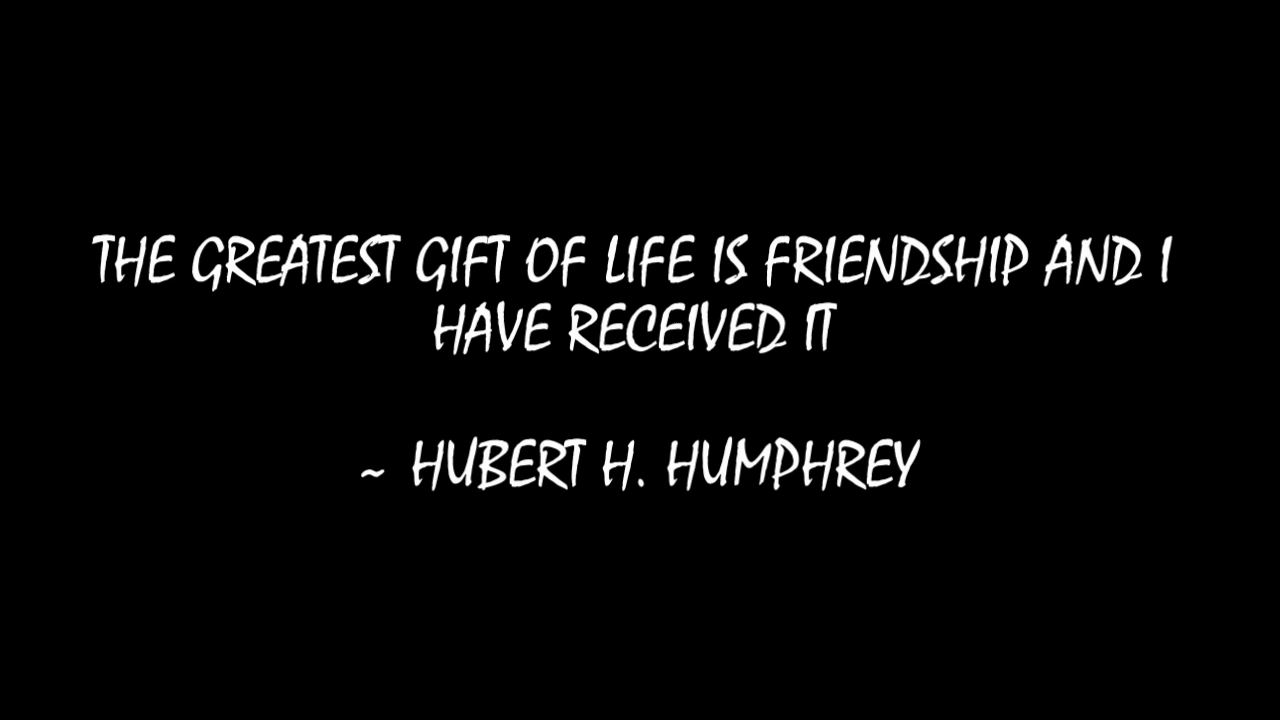 THE GREATEST GIFT OF LIFE IS FRIENDSHIP AND I
HAVE RECEIVED IT
~ HUBERT H. HUMPHREY